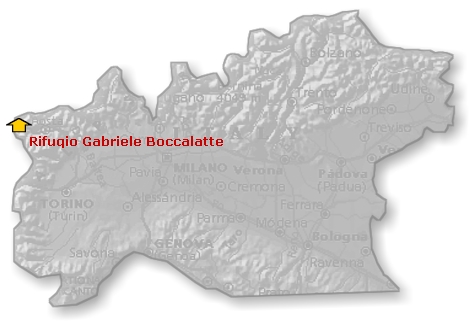 Bolzano
Udine
Trento
Pordenone
Treviso
Rifugio Gabriele Boccalatte
MILANO
(Milan)
Verona
Padova
(Padua)
Pavia
Cremona
TORINO
(Turin)
Alessandria
Parma
Ferrara
Modena
GENOVA
Bologna
Savona
Ravenna